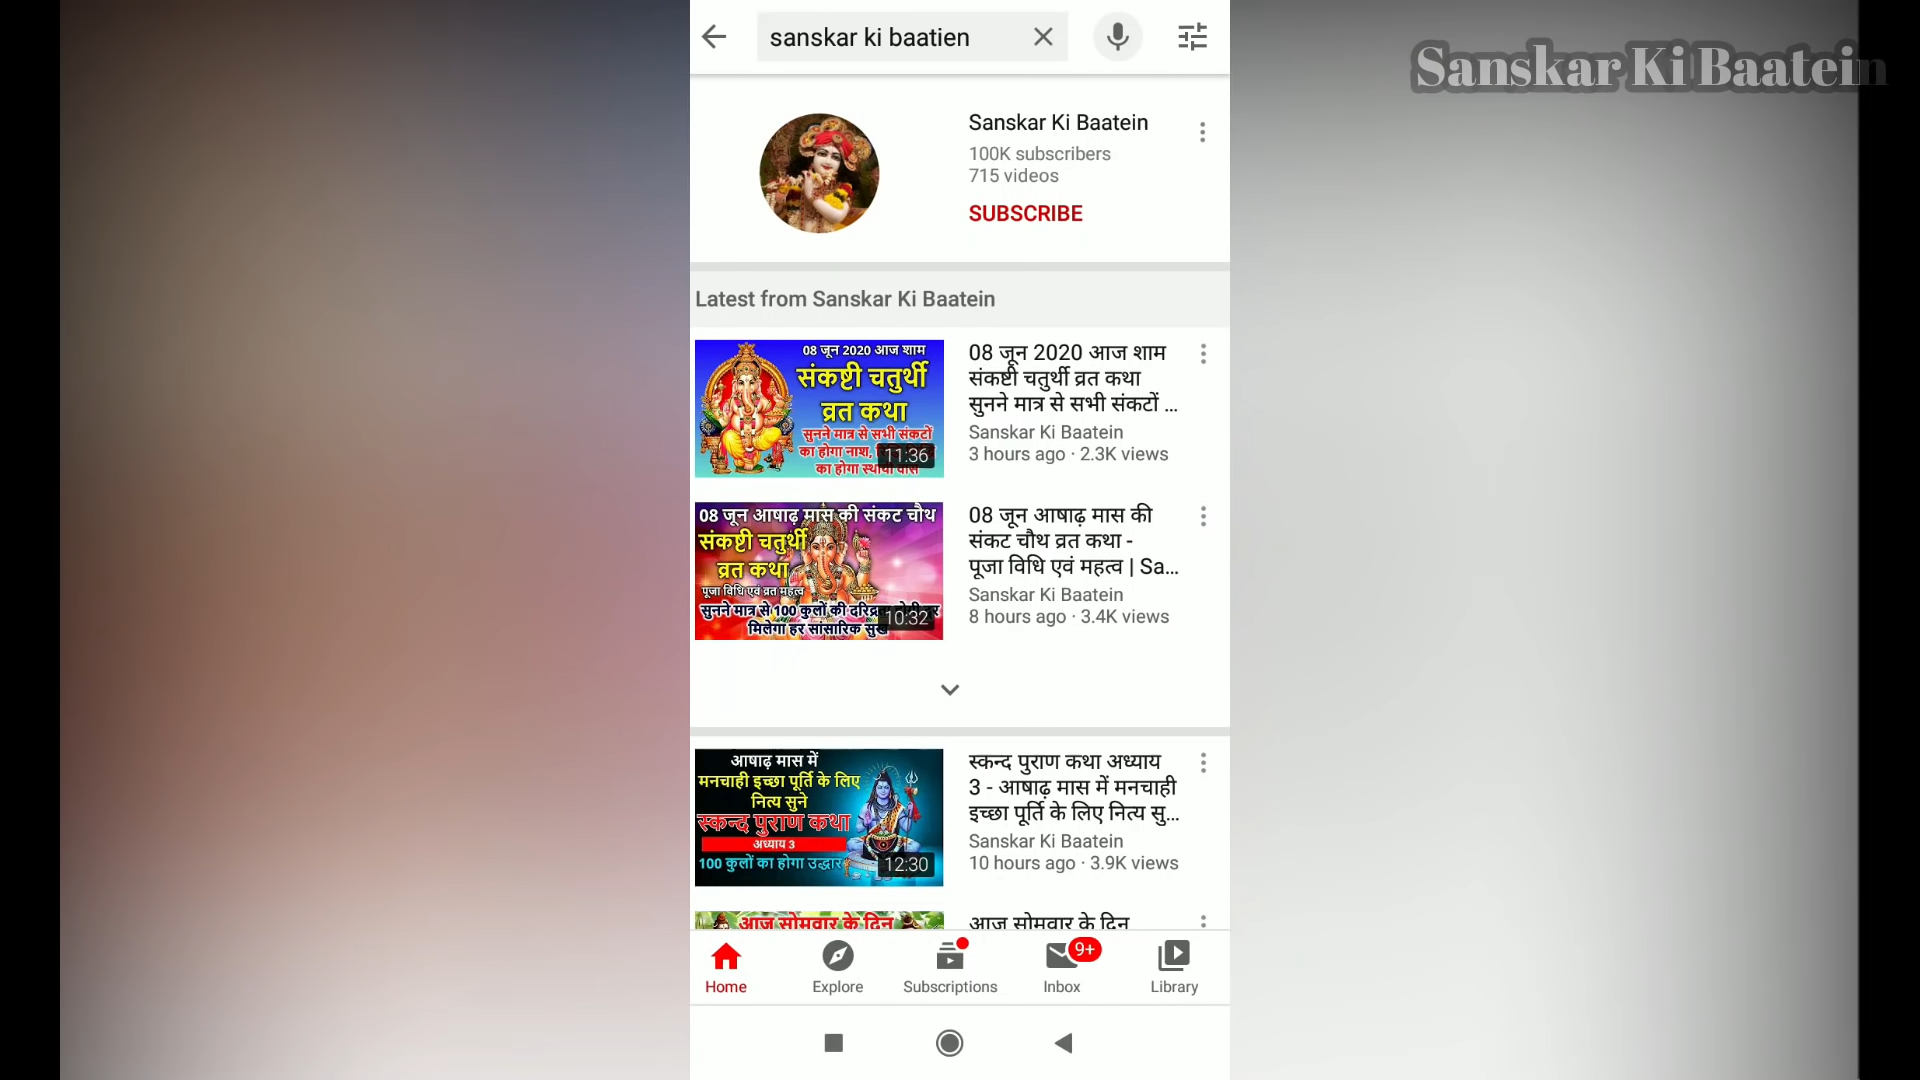 sanskar ki baatien
Sanskar Ki Baatein
Sanskar Ki Baatein
100K subscribers
715 videos
SUBSCRIBE
Latest from Sanskar Ki Baatein
08 जून 2020 आज शाम
संकष्टी चतुर्थी
व्रत कथा
सुनने मात्र से सभी संकटों
का होगा नाश,
का होगा स्थायी वास
11:36
08 जून 2020 आज शाम
संकष्टी चतुर्थी व्रत कथा
सुनने मात्र से सभी संकटों ...
Sanskar Ki Baatein
3 hours ago · 2.3K views
08 जून आषाढ़ मास की संकट चौथ
संकष्टी चतुर्थी
व्रत कथा
पूजा विधि एवं व्रत महत्व
सुनने मात्र से 100 कुलों की
मिलेगा हर सांसारिक सुख
10:32
08 जून आषाढ़ मास की
संकट चौथ व्रत कथा -
पूजा विधि एवं महत्व | Sa...
Sanskar Ki Baatein
8 hours ago · 3.4K views
आषाढ़ मास में
मनचाही इच्छा पूर्ति के लिए
नित्य सुने
स्कन्द पुराण कथा
अध्याय 3
100 कुलों का होगा उद्धार
12:30
स्कन्द पुराण कथा अध्याय
3 - आषाढ़ मास में मनचाही
इच्छा पूर्ति के लिए नित्य सु...
Sanskar Ki Baatein
10 hours ago · 3.9K views
आज सोमवार के दिन
आज सोमवार के दिन
Home
Explore
Subscriptions
9+
Inbox
Library